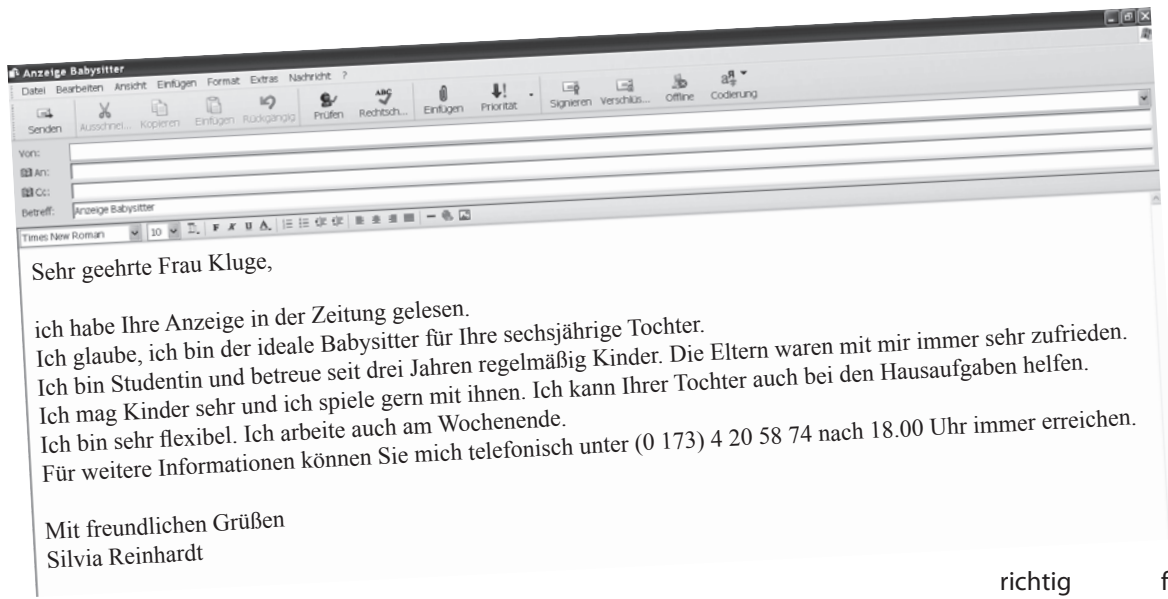 Anzeige Babysitter
Datei Bearbeiten Ansicht Einfügen Format Extras Nachricht ?
Senden Ausschnei... Kopieren Einfügen Rückgängig Prüfen Rechtsch... Einfügen Priorität Signieren Verschlüs... Offline Codierung
Von:
An:
Cc:
Betreff: Anzeige Babysitter
Times New Roman 10 F K U A
Sehr geehrte Frau Kluge,
ich habe Ihre Anzeige in der Zeitung gelesen.
Ich glaube, ich bin der ideale Babysitter für Ihre sechsjährige Tochter.
Ich bin Studentin und betreue seit drei Jahren regelmäßig Kinder. Die Eltern waren mit mir immer sehr zufrieden.
Ich mag Kinder sehr und ich spiele gern mit ihnen. Ich kann Ihrer Tochter auch bei den Hausaufgaben helfen.
Ich bin sehr flexibel. Ich arbeite auch am Wochenende.
Für weitere Informationen können Sie mich telefonisch unter (0 173) 4 20 58 74 nach 18.00 Uhr immer erreichen.
Mit freundlichen Grüßen
Silvia Reinhardt
richtig f